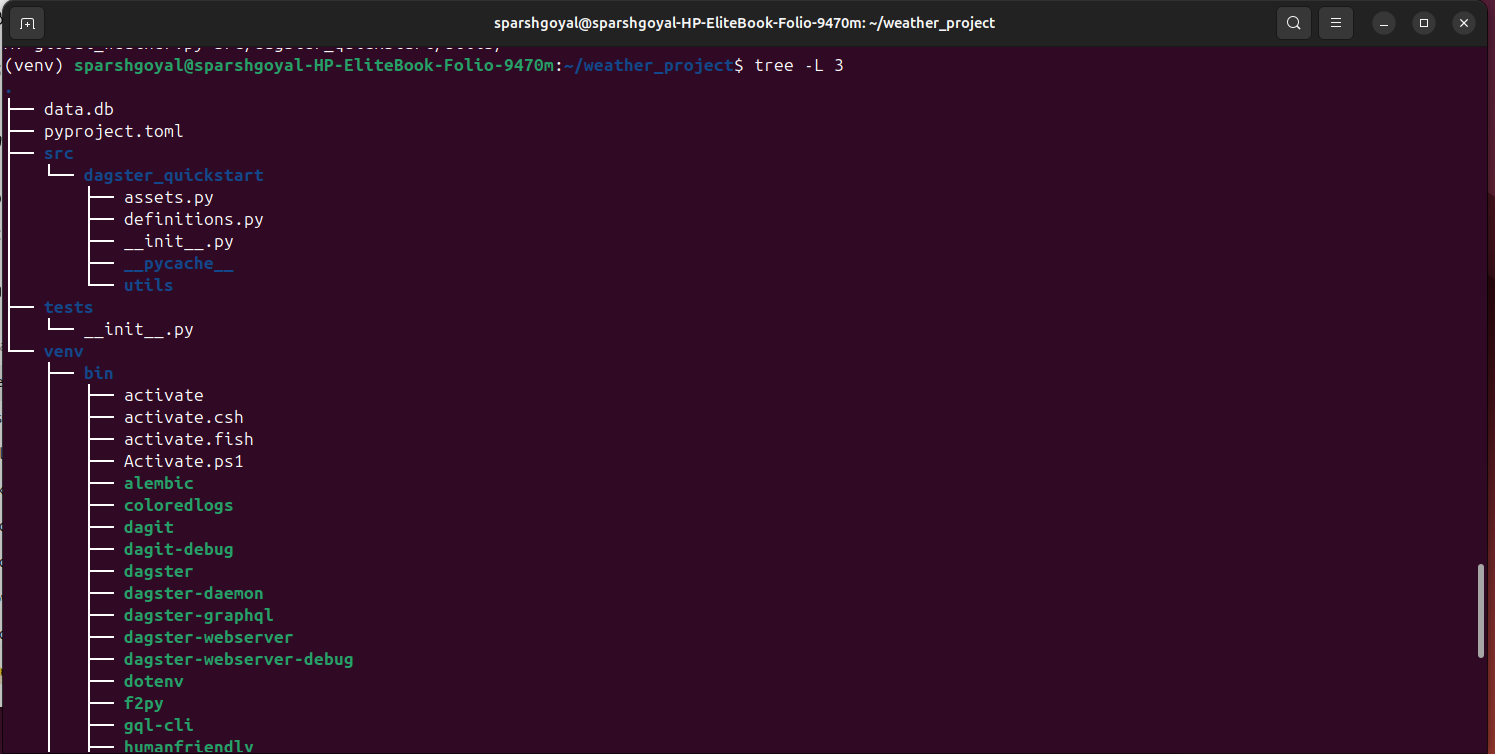 sparshgoyal@sparshgoyal-HP-EliteBook-Folio-9470m: ~/weather_project
(venv) sparshgoyal@sparshgoyal-HP-EliteBook-Folio-9470m:~/weather_project$ tree -L 3
.
├── data.db
├── pyproject.toml
├── src
│   └── dagster_quickstart
│       ├── assets.py
│       ├── definitions.py
│       ├── __init__.py
│       ├── __pycache__
│       └── utils
├── tests
│   └── __init__.py
└── venv
    ├── bin
    │   ├── activate
    │   ├── activate.csh
    │   ├── activate.fish
    │   ├── Activate.ps1
    │   ├── alembic
    │   ├── coloredlogs
    │   ├── dagit
    │   ├── dagit-debug
    │   ├── dagster
    │   ├── dagster-daemon
    │   ├── dagster-graphql
    │   ├── dagster-webserver
    │   ├── dagster-webserver-debug
    │   ├── dotenv
    │   ├── f2py
    │   ├── gql-cli
    │   ├── humanfriendly